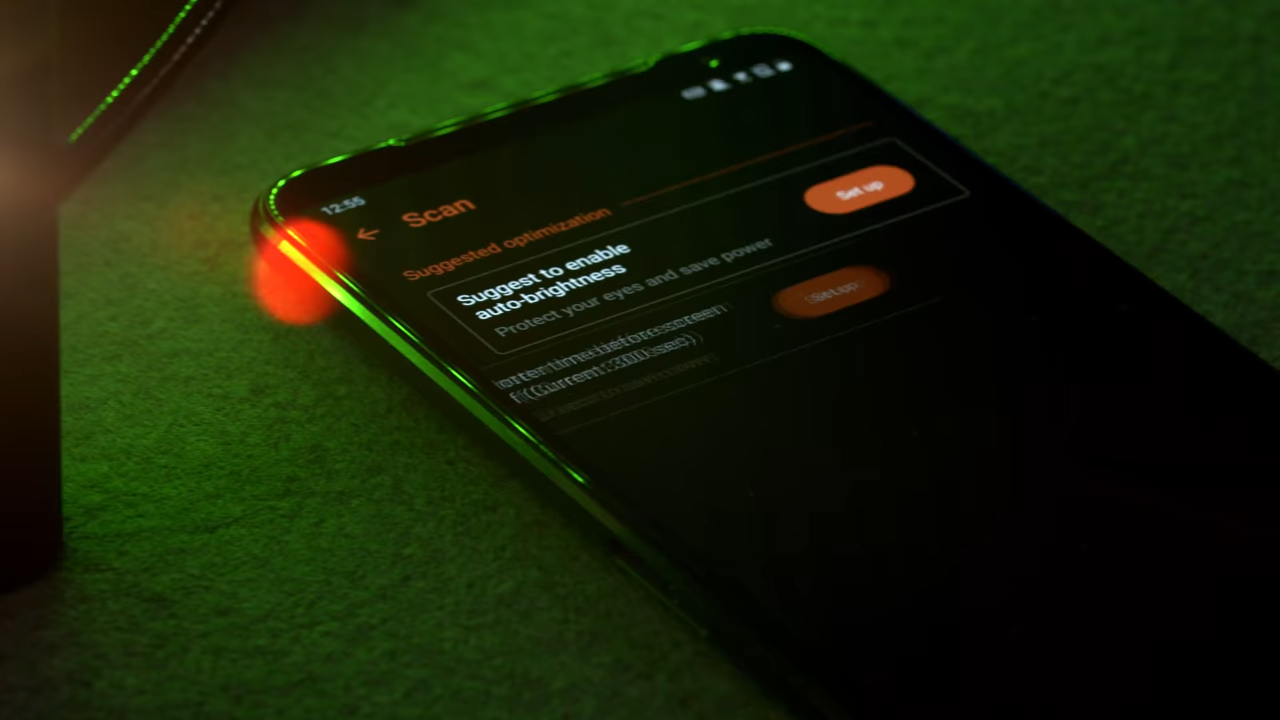 12:55
Scan
Suggested optimization
Suggest to enable
auto-brightness
Set up
Protect your eyes and save power
Set up
screen